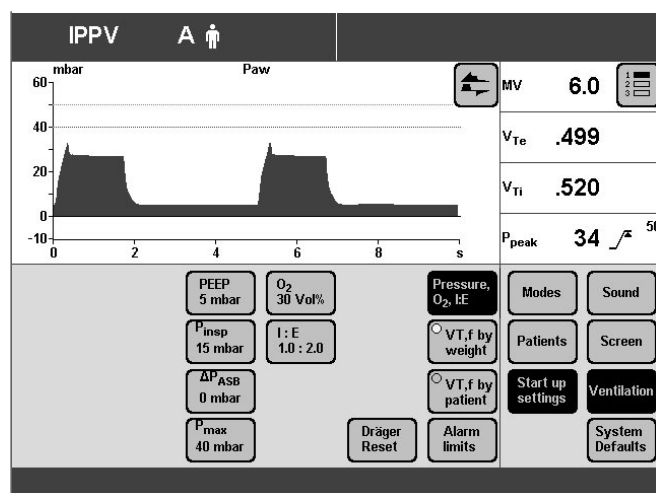 IPPV A
mbar Paw
60
40
20
0
-10
0 2 4 6 8 s
1
2
3
MV 6.0
VTe .499
VTi .520
Ppeak 34 50
PEEP
5 mbar
O2
30 Vol%
Pressure,
O2, I:E
Modes
Sound
Pinsp
15 mbar
I : E
1.0 : 2.0
VT,f by
weight
Patients
Screen
ΔPASB
0 mbar
VT,f by
patient
Start up
settings
Ventilation
Pmax
40 mbar
Dräger
Reset
Alarm
limits
System
Defaults